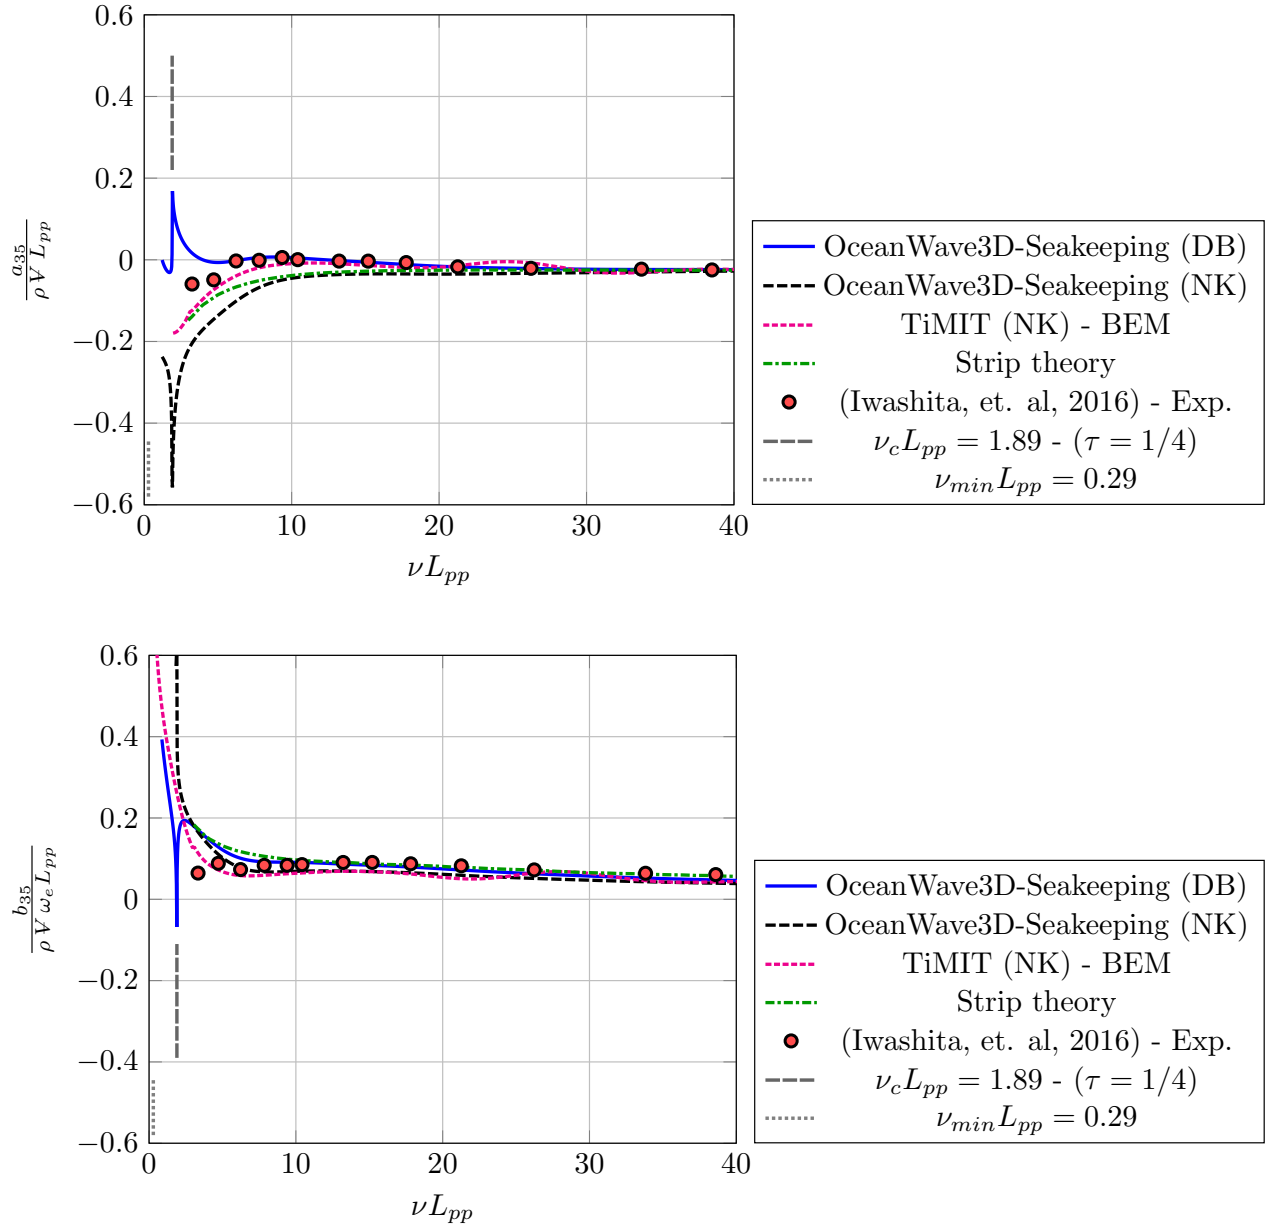 0.6
0.4
0.2
0
−0.2
−0.4
−0.6
a35
ρ V Lpp
0 10 20 30 40
νLpp
OceanWave3D-Seakeeping (DB)
OceanWave3D-Seakeeping (NK)
TiMIT (NK) - BEM
Strip theory
(Iwashita, et. al, 2016) - Exp.
νcLpp = 1.89 - (τ = 1/4)
νminLpp = 0.29
0.6
0.4
0.2
0
−0.2
−0.4
−0.6
b35
ρ V ωe Lpp
0 10 20 30 40
νLpp
OceanWave3D-Seakeeping (DB)
OceanWave3D-Seakeeping (NK)
TiMIT (NK) - BEM
Strip theory
(Iwashita, et. al, 2016) - Exp.
νcLpp = 1.89 - (τ = 1/4)
νminLpp = 0.29